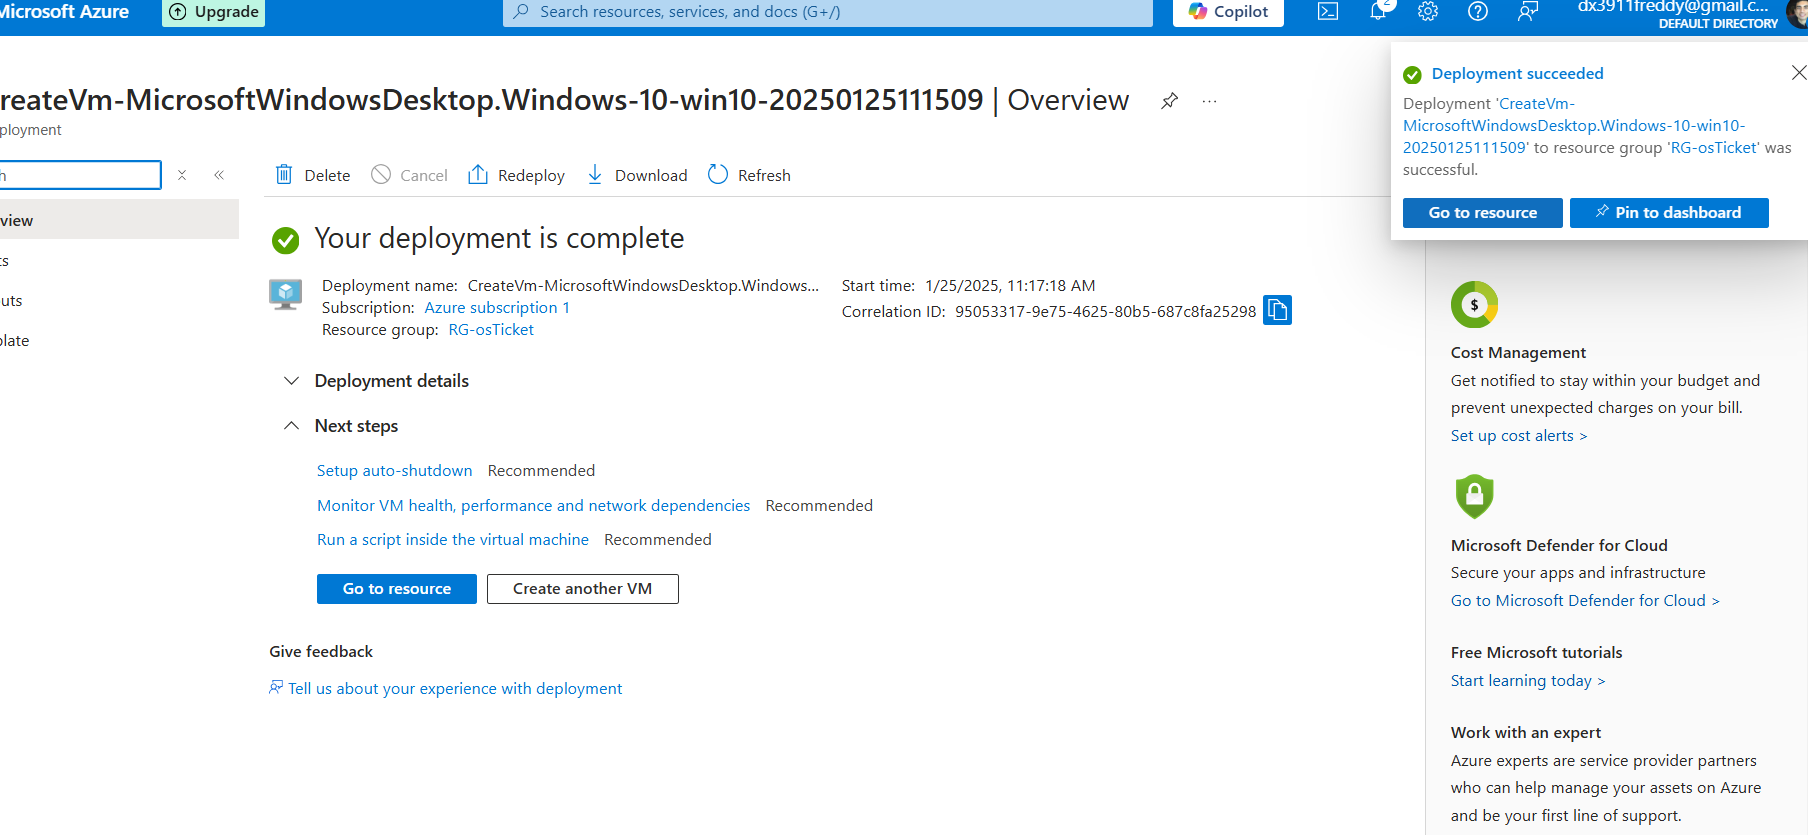 Microsoft Azure
Upgrade
Search resources, services, and docs (G+/)
Copilot
2
dx3911freddy@gmail.c...
DEFAULT DIRECTORY
reateVm-MicrosoftWindowsDesktop.Windows-10-win10-20250125111509 | Overview
ployment
h
view
ts
uts
plate
Delete
Cancel
Redeploy
Download
Refresh
Your deployment is complete
Deployment name: CreateVm-MicrosoftWindowsDesktop.Windows...
Subscription: Azure subscription 1
Resource group: RG-osTicket
Start time: 1/25/2025, 11:17:18 AM
Correlation ID: 95053317-9e75-4625-80b5-687c8fa25298
Deployment details
Next steps
Setup auto-shutdown Recommended
Monitor VM health, performance and network dependencies Recommended
Run a script inside the virtual machine Recommended
Go to resource
Create another VM
Give feedback
Tell us about your experience with deployment
Deployment succeeded
Deployment 'CreateVm-
MicrosoftWindowsDesktop.Windows-10-win10-
20250125111509' to resource group 'RG-osTicket' was
successful.
Go to resource
Pin to dashboard
$
Cost Management
Get notified to stay within your budget and
prevent unexpected charges on your bill.
Set up cost alerts >
Microsoft Defender for Cloud
Secure your apps and infrastructure
Go to Microsoft Defender for Cloud >
Free Microsoft tutorials
Start learning today >
Work with an expert
Azure experts are service provider partners
who can help manage your assets on Azure
and be your first line of support.